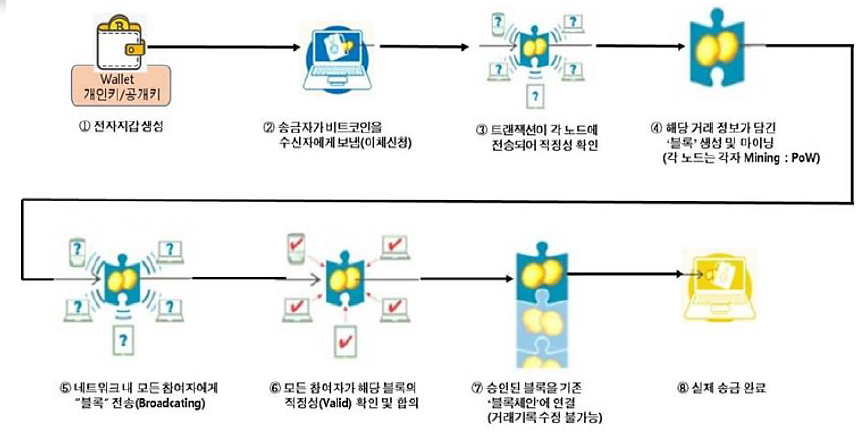 Wallet
개인키/공개키
① 전자지갑 생성
② 송금자가 비트코인을
수신자에게 보냄(이체신청)
③ 트랜잭션이 각 노드에
전송되어 적정성 확인
④ 해당 거래 정보가 담긴
‘블록’ 생성 및 마이닝
(각 노드는 각자 Mining : PoW)
⑤ 네트워크 내 모든 참여자에게
“블록” 전송(Broadcating)
⑥ 모든 참여자가 해당 블록의
적정성(Valid) 확인 및 합의
⑦ 승인된 블록을 기존
‘블록체인’에 연결
(거래기록 수정 불가능)
⑧ 실제 송금 완료